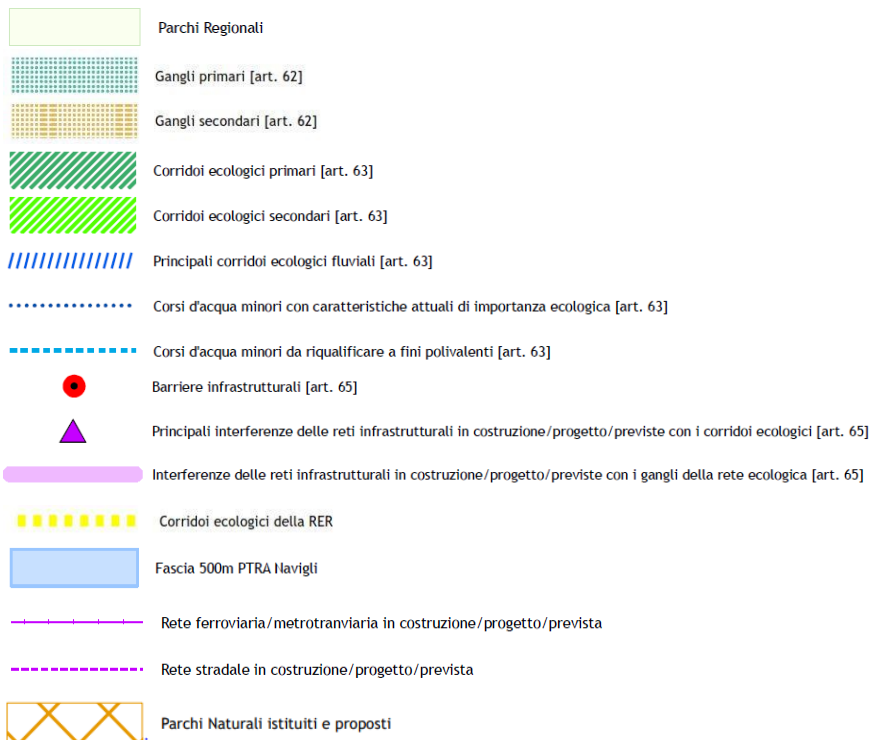 Parchi Regionali
Gangli primari [art. 62]
Gangli secondari [art. 62]
Corridoi ecologici primari [art. 63]
Corridoi ecologici secondari [art. 63]
Principali corridoi ecologici fluviali [art. 63]
Corsi d'acqua minori con caratteristiche attuali di importanza ecologica [art. 63]
Corsi d'acqua minori da riqualificare a fini polivalenti [art. 63]
Barriere infrastrutturali [art. 65]
Principali interferenze delle reti infrastrutturali in costruzione/progetto/previste con i corridoi ecologici [art. 65]
Interferenze delle reti infrastrutturali in costruzione/progetto/previste con i gangli della rete ecologica [art. 65]
Corridoi ecologici della RER
Fascia 500m PTRA Navigli
Rete ferroviaria/metrotranviaria in costruzione/progetto/prevista
Rete stradale in costruzione/progetto/prevista
Parchi Naturali istituiti e proposti